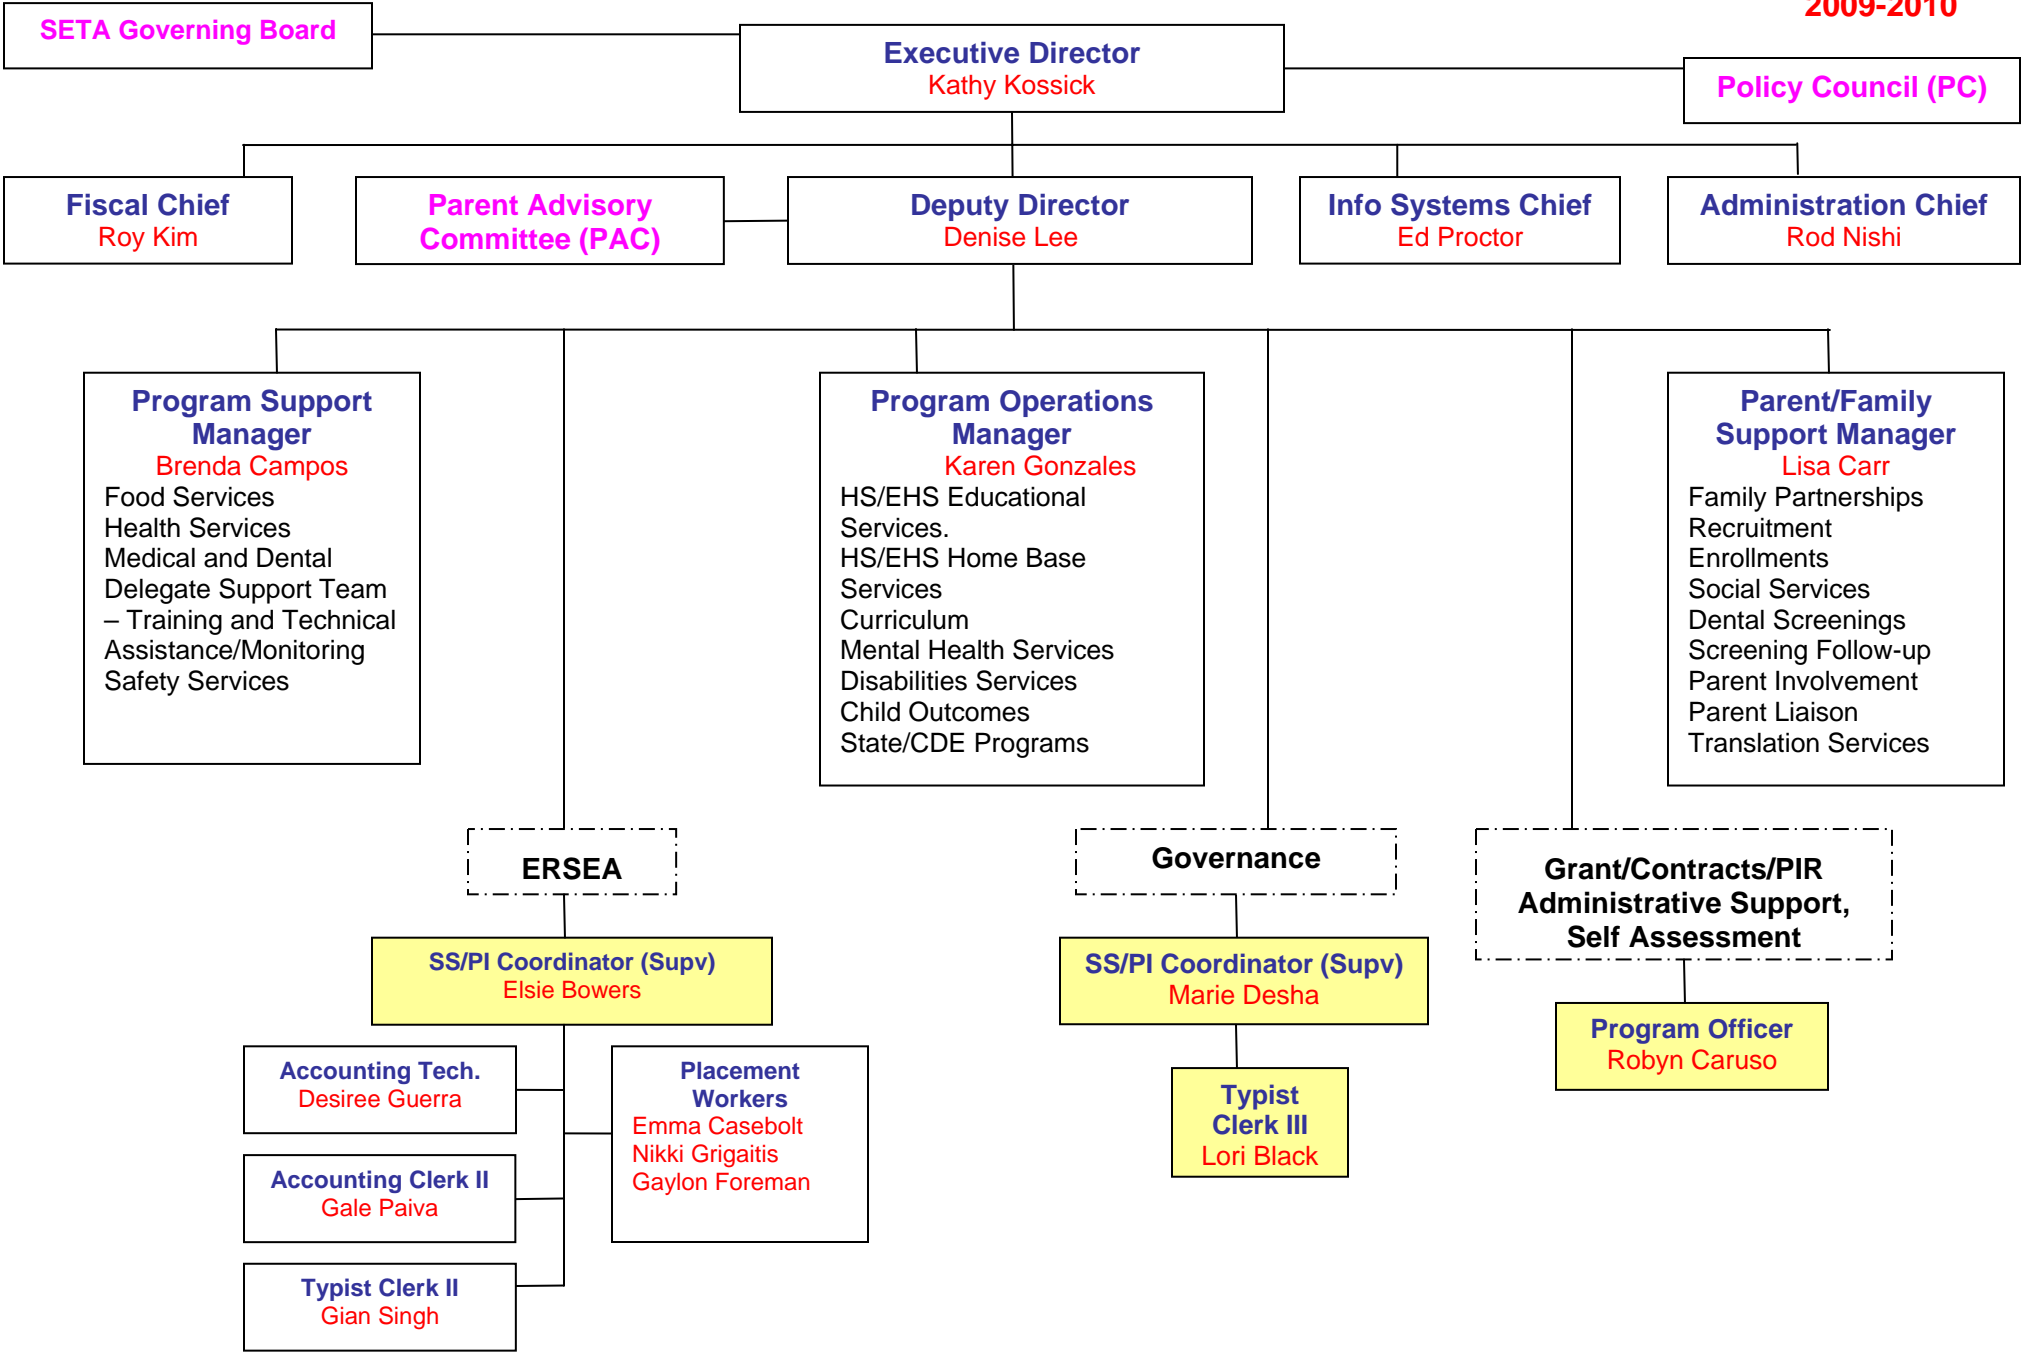 2009-2010
SETA Governing Board
Executive Director
Kathy Kossick
Policy Council (PC)
Fiscal Chief
Roy Kim
Parent Advisory
Committee (PAC)
Deputy Director
Denise Lee
Info Systems Chief
Ed Proctor
Administration Chief
Rod Nishi
Program Support
Manager
Brenda Campos
Food Services
Health Services
Medical and Dental
Delegate Support Team
– Training and Technical
Assistance/Monitoring
Safety Services
Program Operations
Manager
Karen Gonzales
HS/EHS Educational
Services.
HS/EHS Home Base
Services
Curriculum
Mental Health Services
Disabilities Services
Child Outcomes
State/CDE Programs
Parent/Family
Support Manager
Lisa Carr
Family Partnerships
Recruitment
Enrollments
Social Services
Dental Screenings
Screening Follow-up
Parent Involvement
Parent Liaison
Translation Services
ERSEA
SS/PI Coordinator (Supv)
Elsie Bowers
Accounting Tech.
Desiree Guerra
Accounting Clerk II
Gale Paiva
Typist Clerk II
Gian Singh
Placement
Workers
Emma Casebolt
Nikki Grigaitis
Gaylon Foreman
Governance
SS/PI Coordinator (Supv)
Marie Desha
Typist
Clerk III
Lori Black
Grant/Contracts/PIR
Administrative Support,
Self Assessment
Program Officer
Robyn Caruso